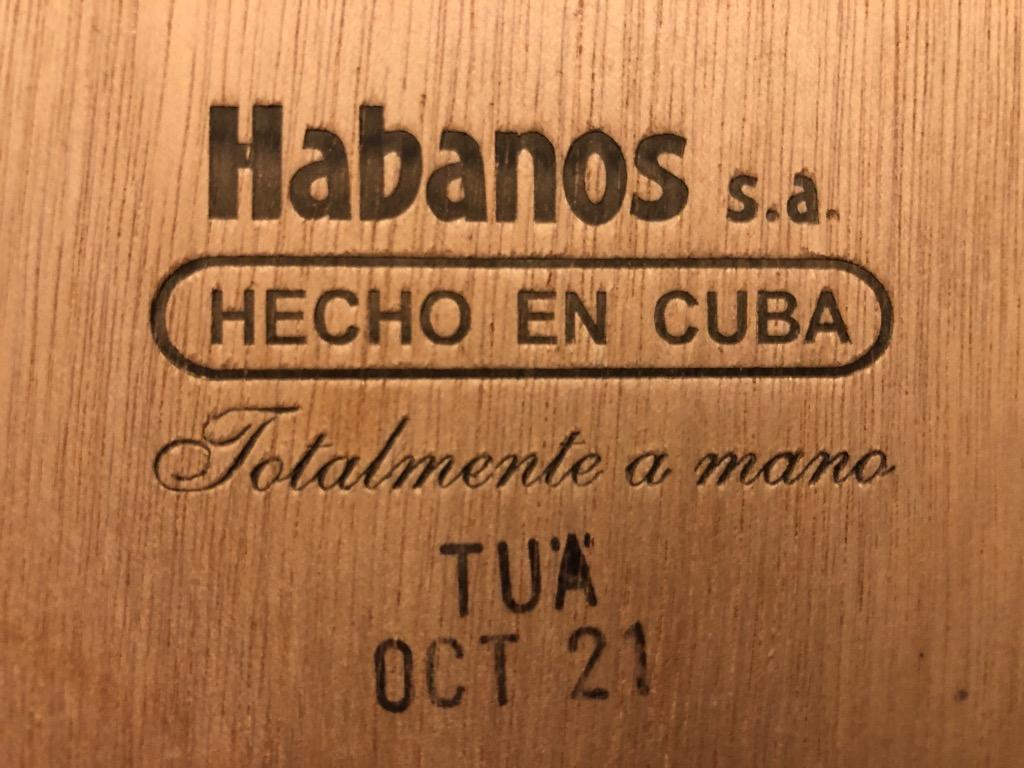 Habanos s.a.
HECHO EN CUBA
Totalmente a mano
TUÄ
OCT 21